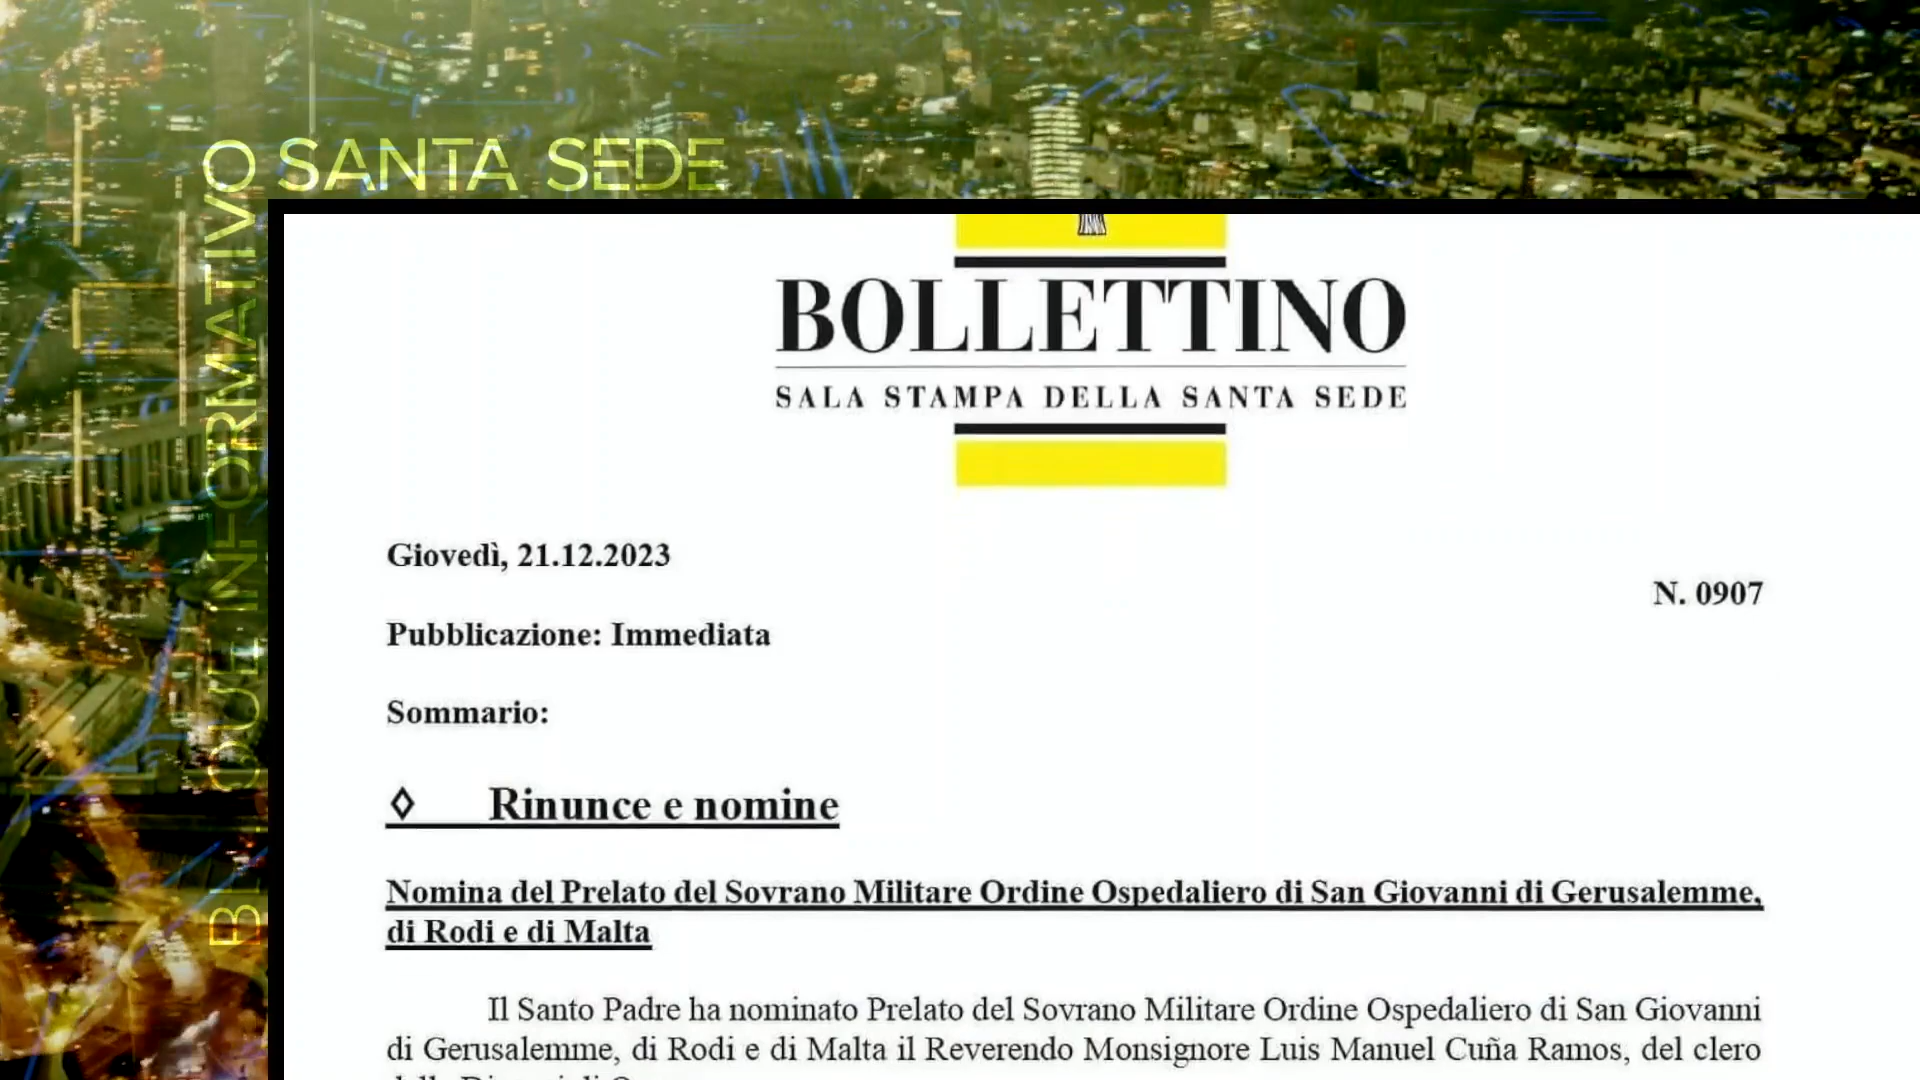 SANTA SEDE
BLOQUE INFORMATIVO
BOLLETTINO
SALA STAMPA DELLA SANTA SEDE
Giovedì, 21.12.2023
N. 0907
Pubblicazione: Immediata
Sommario:
◊ Rinunce e nomine
Nomina del Prelato del Sovrano Militare Ordine Ospedaliero di San Giovanni di Gerusalemme,
di Rodi e di Malta
Il Santo Padre ha nominato Prelato del Sovrano Militare Ordine Ospedaliero di San Giovanni
di Gerusalemme, di Rodi e di Malta il Reverendo Monsignore Luis Manuel Cuña Ramos, del clero